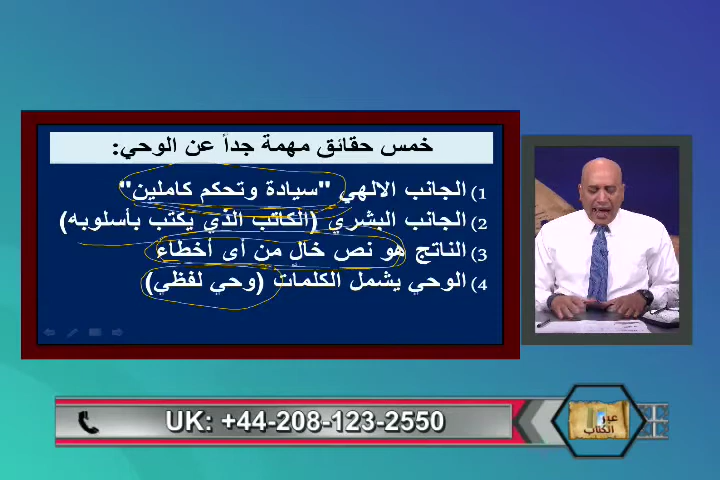 خمس حقائق مهمة جداً عن الوحي:
1) الجانب الالهي "سيادة وتحكم كاملين"
2) الجانب البشري (الكاتب الذي يكتب بأسلوبه)
3) الناتج هو نص خالٍ من أى أخطاء
4) الوحي يشمل الكلمات (وحي لفظي)
UK: +44-208-123-2550
عبر الكتاب